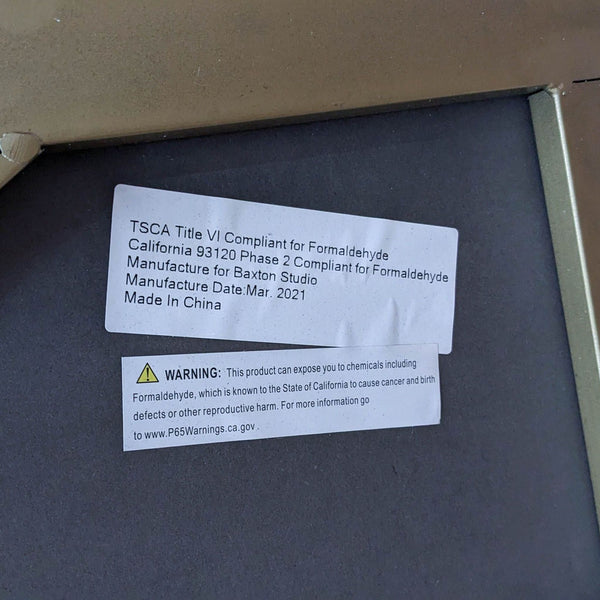 TSCA Title VI Compliant for Formaldehyde
California 93120 Phase 2 Compliant for Formaldehyde
Manufacture for Baxton Studio
Manufacture Date:Mar. 2021
Made In China
WARNING: This product can expose you to chemicals including
Formaldehyde, which is known to the State of California to cause cancer and birth
defects or other reproductive harm. For more information go
to www.P65Warnings.ca.gov .